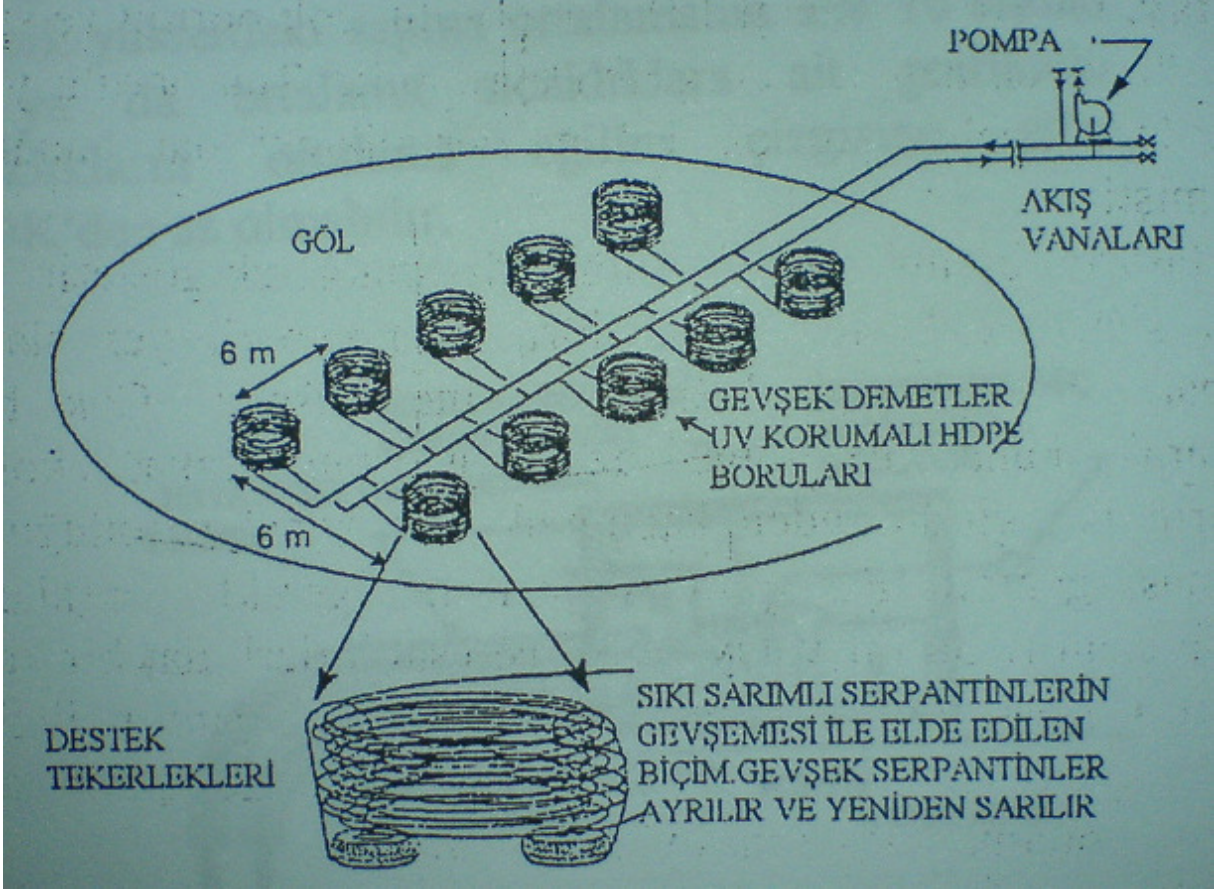 POMPA
AKIŞ
VANALARI
GÖL
6 m
GEVŞEK DEMETLER
UV KORUMALI HDPE
BORULARI
6 m
DESTEK
TEKERLEKLERİ
SIKI SARIMLI SERPANTİNLERİN
GEVŞEMESİ İLE ELDE EDİLEN
BİÇİM.GEVŞEK SERPANTİNLER
AYRILIR VE YENİDEN SARILIR